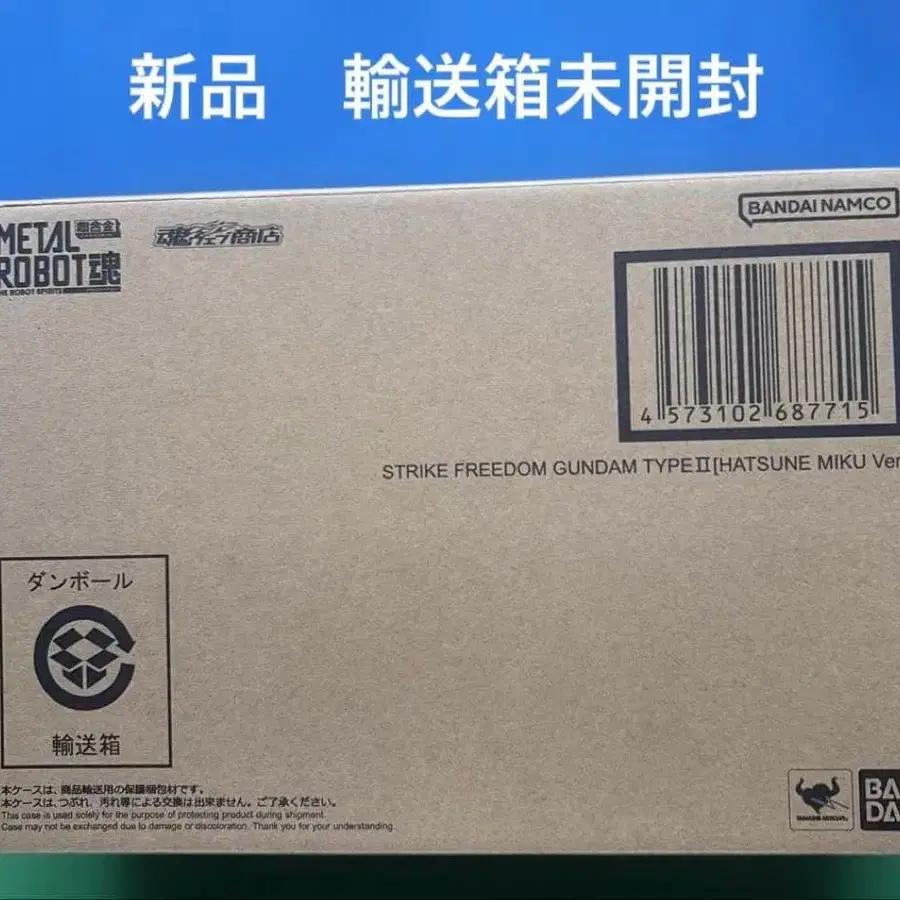 新品 輸送箱未開封
METAL 超合金
ROBOT魂
THE ROBOT SPIRITS
魂ウェブ商店
BANDAI NAMCO
4 573102 687715
STRIKE FREEDOM GUNDAM TYPEⅡ[HATSUNE MIKU Ver
ダンボール
輸送箱
本ケースは、商品輸送用の保護梱包材です。
本ケースは、つぶれ、汚れ等による交換は出来ません。ご了承ください。
This case is used solely for the purpose of protecting product during shipment.
Case may not be exchanged due to damage or discoloration. Thank you for your understanding.
TAMASHII NATIONS
BA
DA